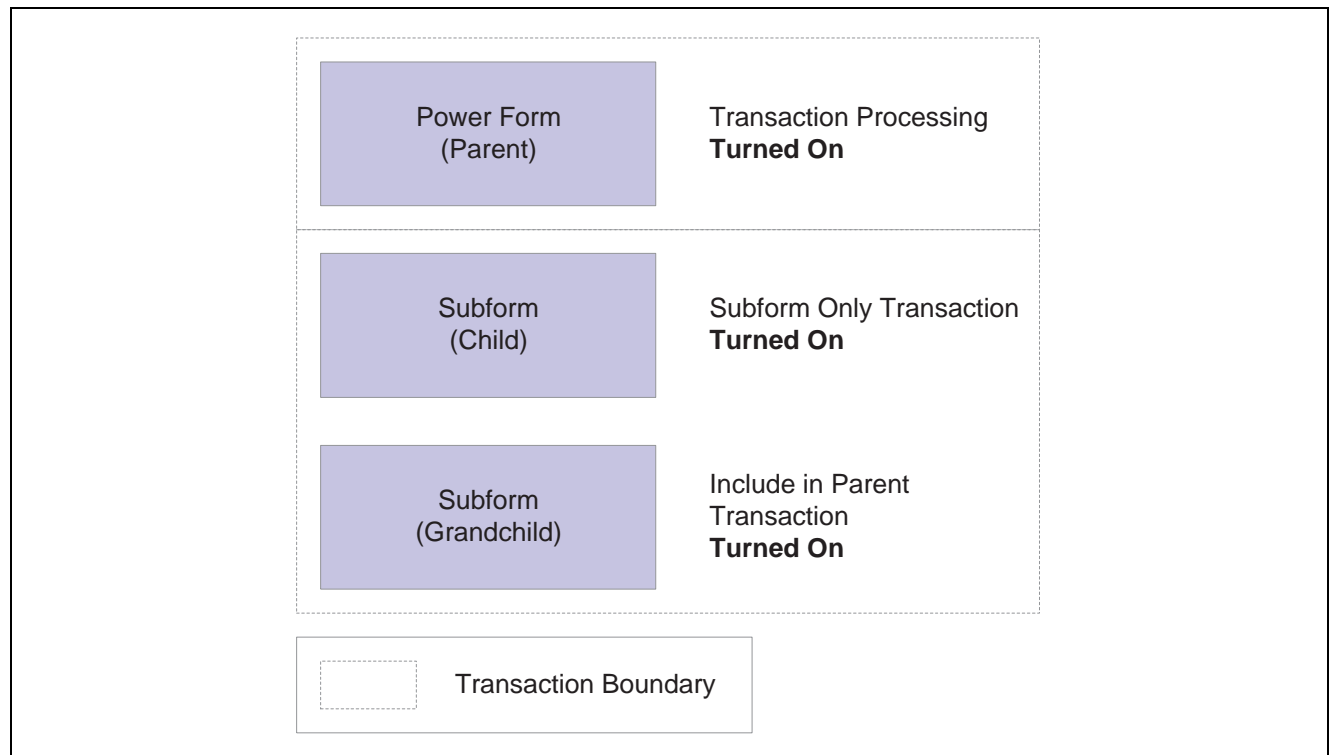 Power Form
(Parent)
Transaction Processing
Turned On
Subform
(Child)
Subform Only Transaction
Turned On
Subform
(Grandchild)
Include in Parent
Transaction
Turned On
Transaction Boundary